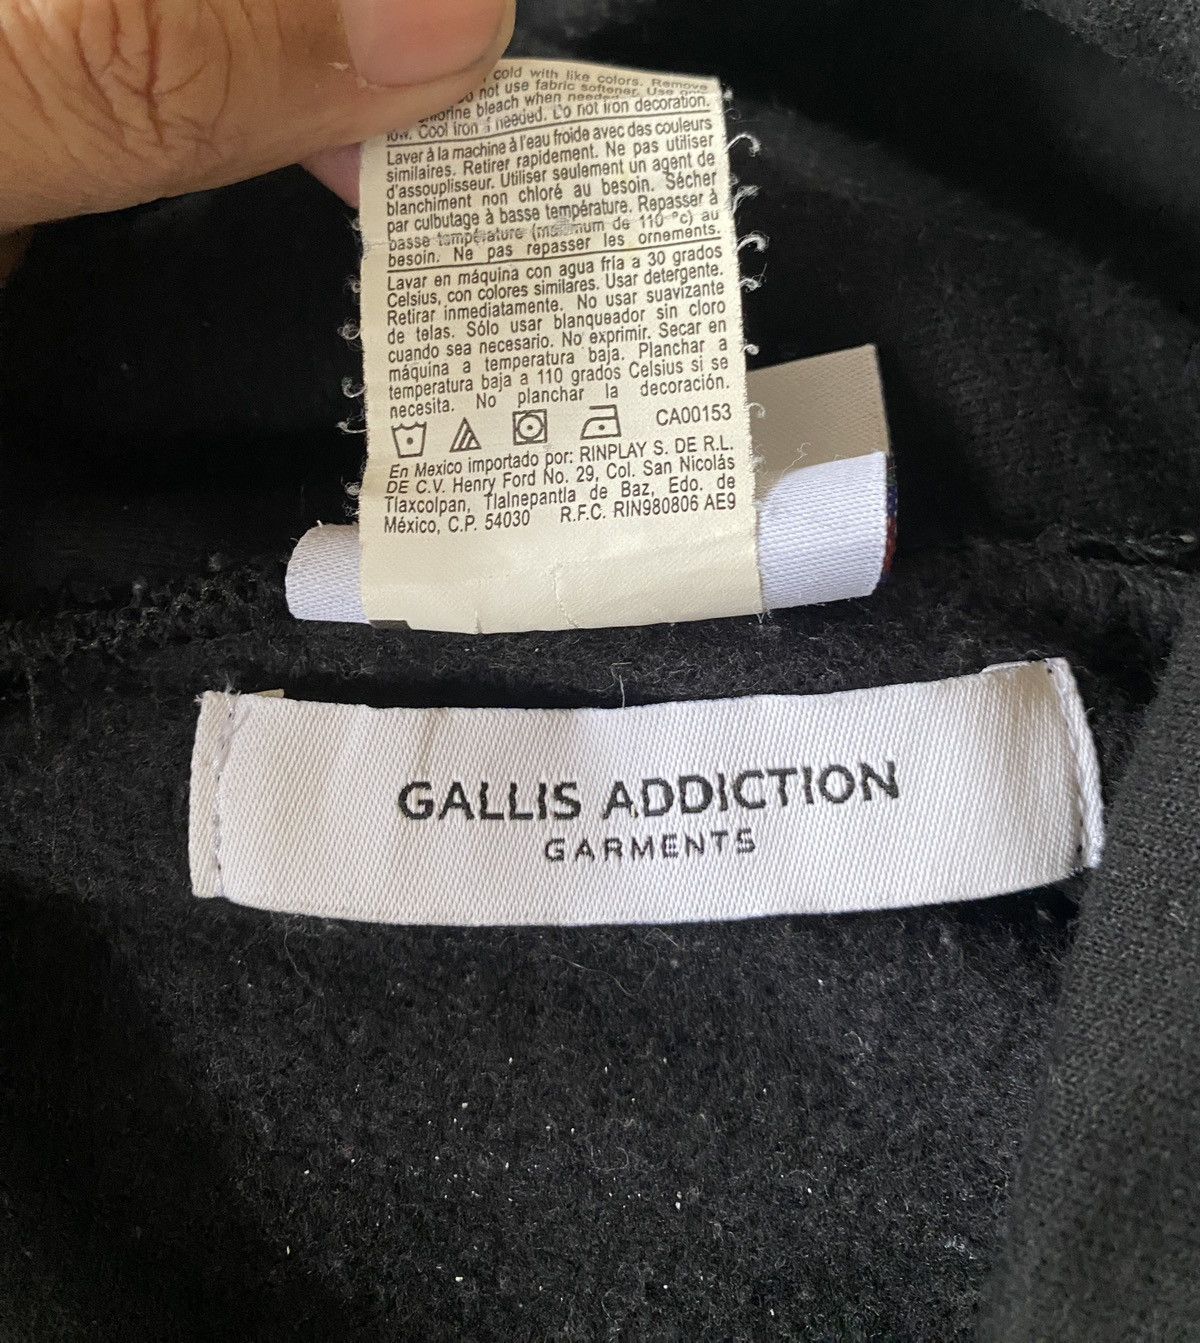 cold with like colors. Remove
not use fabric softener. Use
bleach when needed
low. Cool iron if needed. Do not iron decoration.
Laver à la machine à l'eau froide avec des couleurs
similaires. Retirer rapidement. Ne pas utiliser
d'assouplisseur. Utiliser seulement un agent de
blanchiment non chloré au besoin. Sécher
par culbutage à basse température. Repasser à
basse température (maximum de 110 °c) au
besoin. Ne pas repasser les ornements.
Lavar en máquina con agua fría a 30 grados
Celsius, con colores similares. Usar detergente.
Retirar inmediatamente. No usar suavizante
de telas. Sólo usar blanqueador sin cloro
cuando sea necesario. No exprimir. Secar en
máquina a temperatura baja. Planchar a
temperatura baja a 110 grados Celsius si se
necesita. No planchar la decoración.
CA00153
En Mexico importado por: RINPLAY S. DE R.L.
DE C.V. Henry Ford No. 29, Col. San Nicolás
Tlaxcolpan, Tlalnepantla de Baz, Edo. de
México, C.P. 54030 R.F.C. RIN980806 AE9
GALLIS ADDICTION
GARMENTS